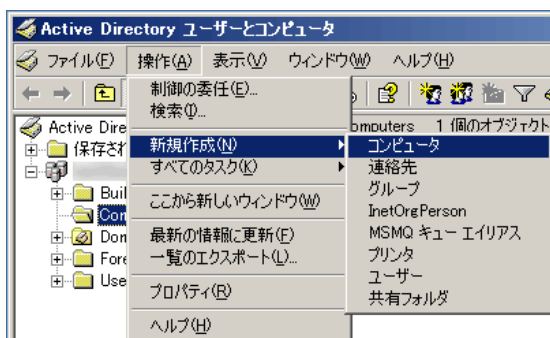 Active Directory ユーザーとコンピュータ
ファイル(F) 操作(A) 表示(V) ウィンドウ(W) ヘルプ(H)
制御の委任(E)...
検索(I)...
Active Dire
omputers 1 個のオブジェクト
保存され
新規作成(N)
すべてのタスク(K)
コンピュータ
連絡先
グループ
InetOrgPerson
MSMQ キュー エイリアス
プリンタ
ユーザー
共有フォルダ
Buil
Con
Don
Fore
Use
ここから新しいウィンドウ(W)
最新の情報に更新(F)
一覧のエクスポート(L)...
プロパティ(R)
ヘルプ(H)